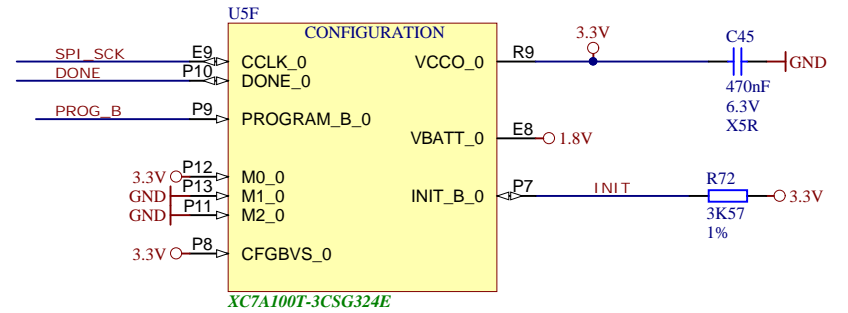 U5F
CONFIGURATION
3.3V
C45
SPI_SCK E9 CCLK_0 VCCO_0 R9 GND
DONE P10 DONE_0
470nF
6.3V
X5R
PROG_B P9 PROGRAM_B_0
VBATT_0 E8 1.8V
3.3V P12 M0_0
GND P13 M1_0 INIT_B_0 P7 INIT R72 3.3V
GND P11 M2_0
3K57
1%
3.3V P8 CFGBVS_0
XC7A100T-3CSG324E